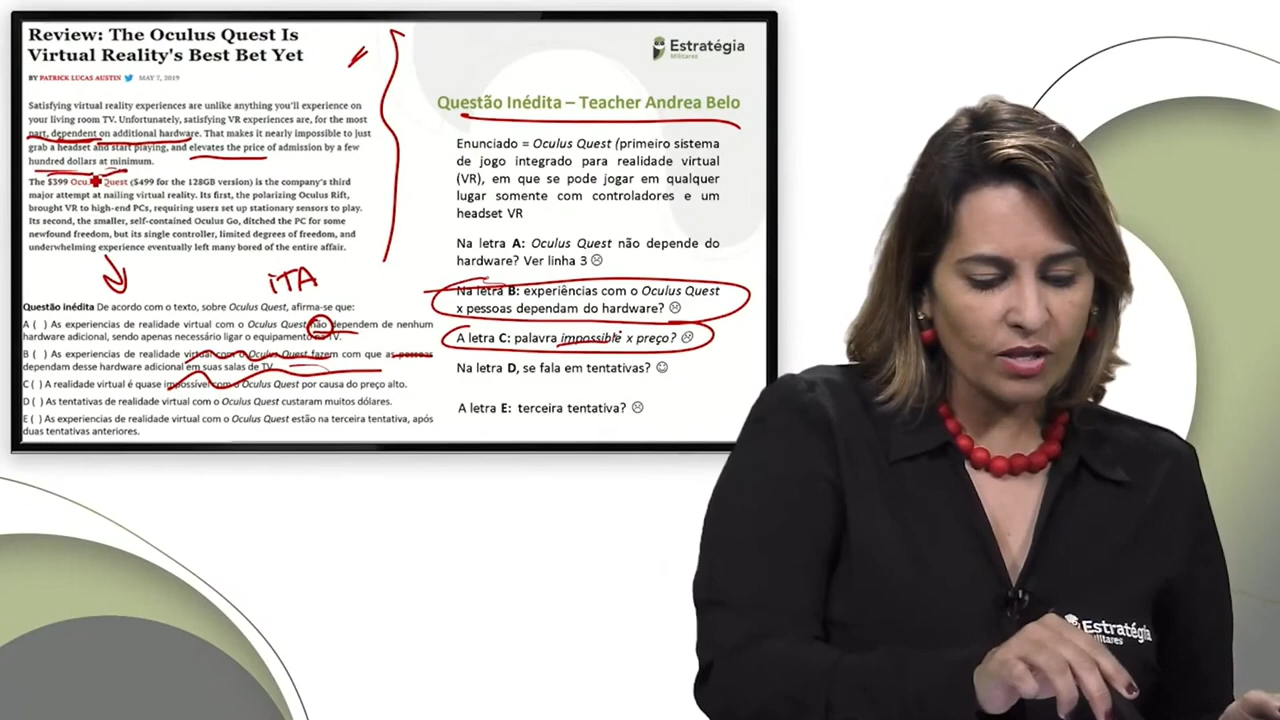 Review: The Oculus Quest Is
Virtual Reality's Best Bet Yet
BY PATRICK LUCAS AUSTIN MAY 7, 2019
Satisfying virtual reality experiences are unlike anything you'll experience on
your living room TV. Unfortunately, satisfying VR experiences are, for the most
part, dependent on additional hardware. That makes it nearly impossible to just
grab a headset and start playing, and elevates the price of admission by a few
hundred dollars at minimum.
The $399 Quest ($499 for the 128GB version) is the company's third
major attempt at nailing virtual reality. Its first, the polarizing Oculus Rift,
brought VR to high-end PCs, requiring users set up stationary sensors to play.
Its second, the smaller, self-contained Oculus Go, ditched the PC for some
newfound freedom, but its single controller, limited degrees of freedom, and
underwhelming experience eventually left many bored of the entire affair.
iTA
Questão inédita De acordo com o texto, sobre Oculus Quest, afirma-se que:
A ( ) As experiencias de realidade virtual com o Oculus Quest não dependem de nenhum
hardware adicional, sendo apenas necessário ligar o equipamento na TV.
B ( ) As experiencias de realidade virtual com o Oculus Quest fazem com que as pessoas
dependam desse hardware adicional em suas salas de TV.
C ( ) A realidade virtual é quase impossível com o Oculus Quest por causa do preço alto.
D ( ) As tentativas de realidade virtual com o Oculus Quest custaram muitos dólares.
E ( ) As experiencias de realidade virtual com o Oculus Quest estão na terceira tentativa, após
duas tentativas anteriores.
Estratégia
Militares
Questão Inédita – Teacher Andrea Belo
Enunciado = Oculus Quest (primeiro sistema
de jogo integrado para realidade virtual
(VR), em que se pode jogar em qualquer
lugar somente com controladores e um
headset VR
Na letra A: Oculus Quest não depende do
hardware? Ver linha 3 ☹
Na letra B: experiências com o Oculus Quest
x pessoas dependam do hardware? ☹
A letra C: palavra impossible x preço? ☹
Na letra D, se fala em tentativas? ☺
A letra E: terceira tentativa? ☹
Estratégia
Militares